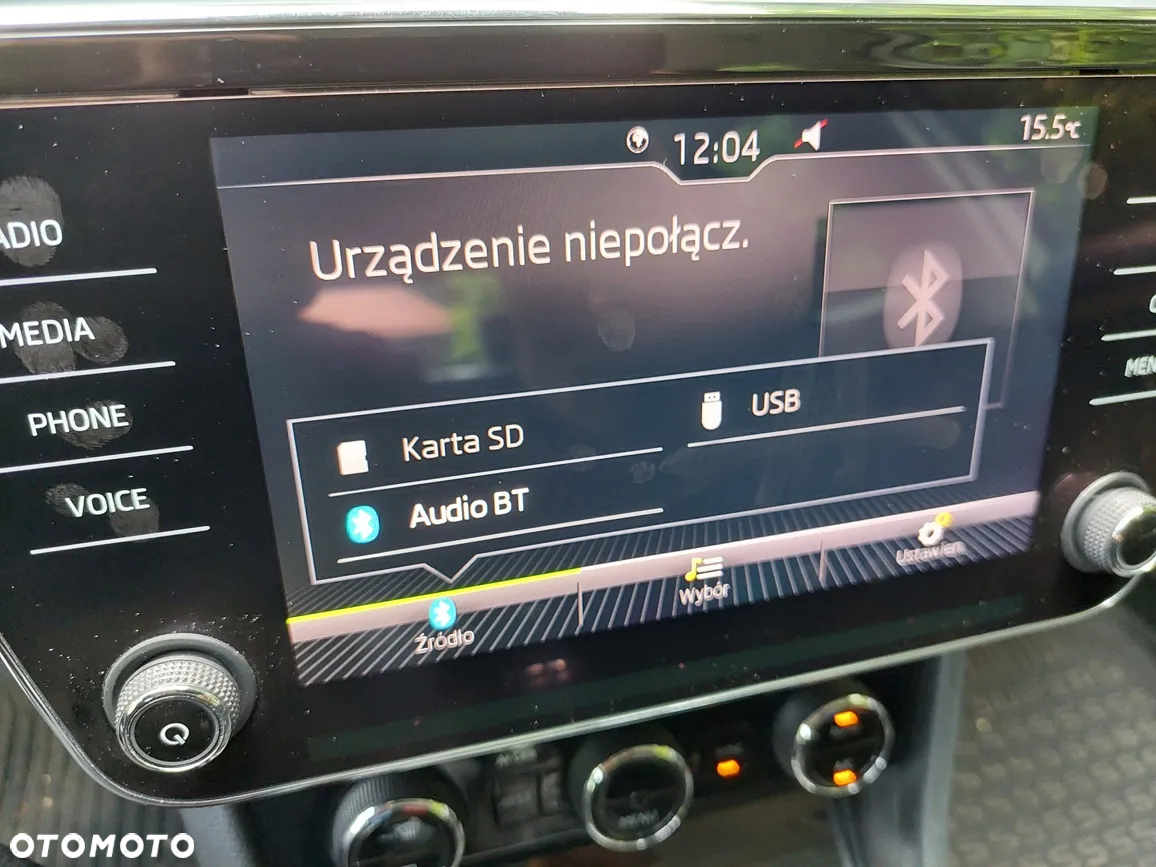 12:04
15.5°C
ADIO
Urządzenie niepołącz.
MEDIA
Karta SD
USB
PHONE
Audio BT
VOICE
Źródło
Wybór
Ustawien.
MEN
OTOMOTO